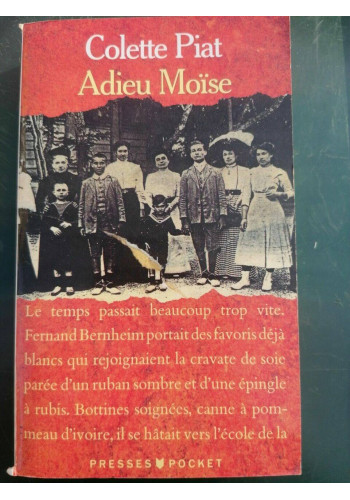 Colette Piat
Adieu Moïse
Le temps passait beaucoup trop vite.
Fernand Bernheim portait des favoris déjà
blancs qui rejoignaient la cravate de soie
parée d'un ruban sombre et d'une épingle
à rubis. Bottines soignées, canne à pom-
meau d'ivoire, il se hâtait vers l'école de la
PRESSES POCKET